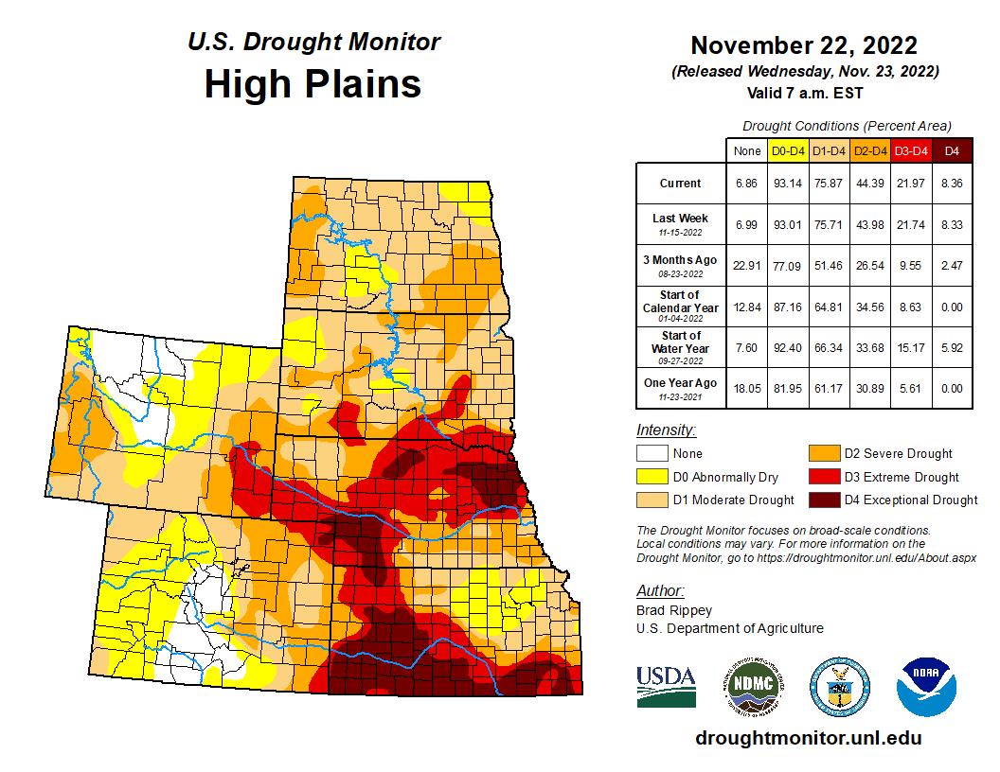 U.S. Drought Monitor
High Plains
November 22, 2022
(Released Wednesday, Nov. 23, 2022)
Valid 7 a.m. EST
Drought Conditions (Percent Area)
None D0-D4 D1-D4 D2-D4 D3-D4 D4
Current 6.86 93.14 75.87 44.39 21.97 8.36
Last Week
11-15-2022
6.99 93.01 75.71 43.98 21.74 8.33
3 Months Ago
08-23-2022
22.91 77.09 51.46 26.54 9.55 2.47
Start of
Calendar Year
01-04-2022
12.84 87.16 64.81 34.56 8.63 0.00
Start of
Water Year
09-27-2022
7.60 92.40 66.34 33.68 15.17 5.92
One Year Ago
11-23-2021
18.05 81.95 61.17 30.89 5.61 0.00
Intensity:
None
D0 Abnormally Dry
D1 Moderate Drought
D2 Severe Drought
D3 Extreme Drought
D4 Exceptional Drought
The Drought Monitor focuses on broad-scale conditions.
Local conditions may vary. For more information on the
Drought Monitor, go to https://droughtmonitor.unl.edu/About.aspx
Author:
Brad Rippey
U.S. Department of Agriculture
USDA
NDMC
NOAA
droughtmonitor.unl.edu